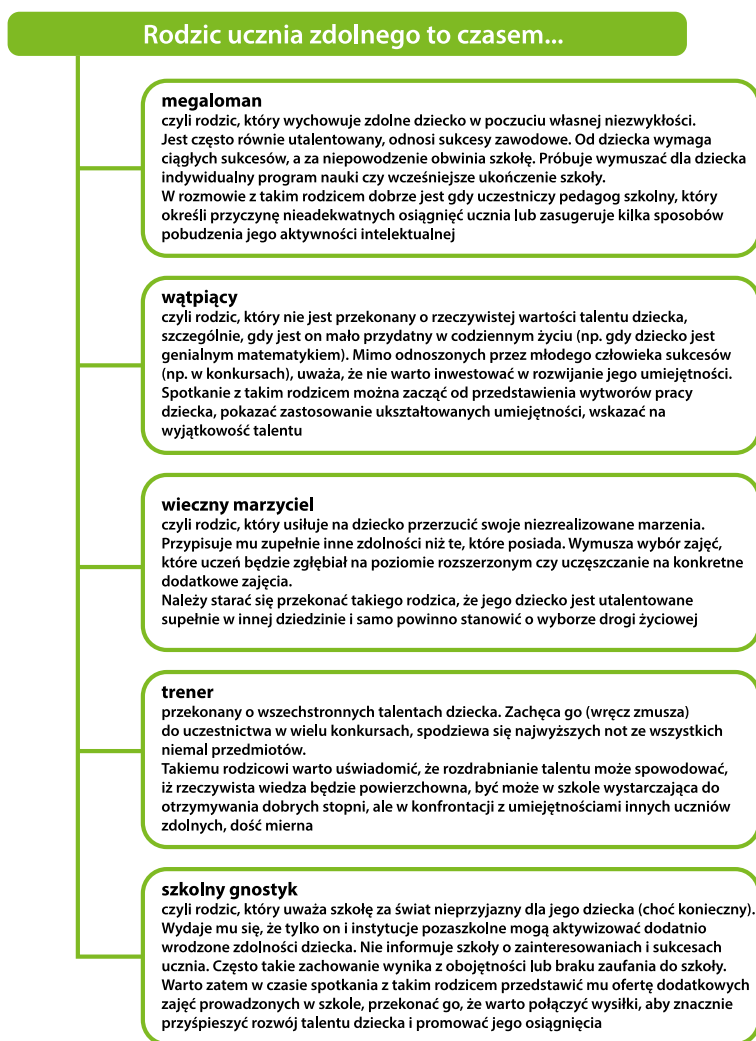 Rodzic ucznia zdolnego to czasem...
megaloman
czyli rodzic, który wychowuje zdolne dziecko w poczuciu własnej niezwykłości.
Jest często równie utalentowany, odnosi sukcesy zawodowe. Od dziecka wymaga
ciągłych sukcesów, a za niepowodzenie obwinia szkołę. Próbuje wymuszać dla dziecka
indywidualny program nauki czy wcześniejsze ukończenie szkoły.
W rozmowie z takim rodzicem dobrze jest gdy uczestniczy pedagog szkolny, który
określi przyczynę nieadekwatnych osiągnięć ucznia lub zasugeruje kilka sposobów
pobudzenia jego aktywności intelektualnej
wątpiący
czyli rodzic, który nie jest przekonany o rzeczywistej wartości talentu dziecka,
szczególnie, gdy jest on mało przydatny w codziennym życiu (np. gdy dziecko jest
genialnym matematykiem). Mimo odnoszonych przez młodego człowieka sukcesów
(np. w konkursach), uważa, że nie warto inwestować w rozwijanie jego umiejętności.
Spotkanie z takim rodzicem można zacząć od przedstawienia wytworów pracy
dziecka, pokazać zastosowanie ukształtowanych umiejętności, wskazać na
wyjątkowość talentu
wieczny marzyciel
czyli rodzic, który usiłuje na dziecko przerzucić swoje niezrealizowane marzenia.
Przypisuje mu zupełnie inne zdolności niż te, które posiada. Wymusza wybór zajęć,
które uczeń będzie zgłębiał na poziomie rozszerzonym czy uczęszczanie na konkretne
dodatkowe zajęcia.
Należy starać się przekonać takiego rodzica, że jego dziecko jest utalentowane
supełnie w innej dziedzinie i samo powinno stanowić o wyborze drogi życiowej
trener
przekonany o wszechstronnych talentach dziecka. Zachęca go (wręcz zmusza)
do uczestnictwa w wielu konkursach, spodziewa się najwyższych not ze wszystkich
niemal przedmiotów.
Takiemu rodzicowi warto uświadomić, że rozdrabnianie talentu może spowodować,
iż rzeczywista wiedza będzie powierzchowna, być może w szkole wystarczająca do
otrzymywania dobrych stopni, ale w konfrontacji z umiejętnościami innych uczniów
zdolnych, dość mierna
szkolny gnostyk
czyli rodzic, który uważa szkołę za świat nieprzyjazny dla jego dziecka (choć konieczny).
Wydaje mu się, że tylko on i instytucje pozaszkolne mogą aktywizować dodatnio
wrodzone zdolności dziecka. Nie informuje szkoły o zainteresowaniach i sukcesach
ucznia. Często takie zachowanie wynika z obojętności lub braku zaufania do szkoły.
Warto zatem w czasie spotkania z takim rodzicem przedstawić mu ofertę dodatkowych
zajęć prowadzonych w szkole, przekonać go, że warto połączyć wysiłki, aby znacznie
przyśpieszyć rozwój talentu dziecka i promować jego osiągnięcia